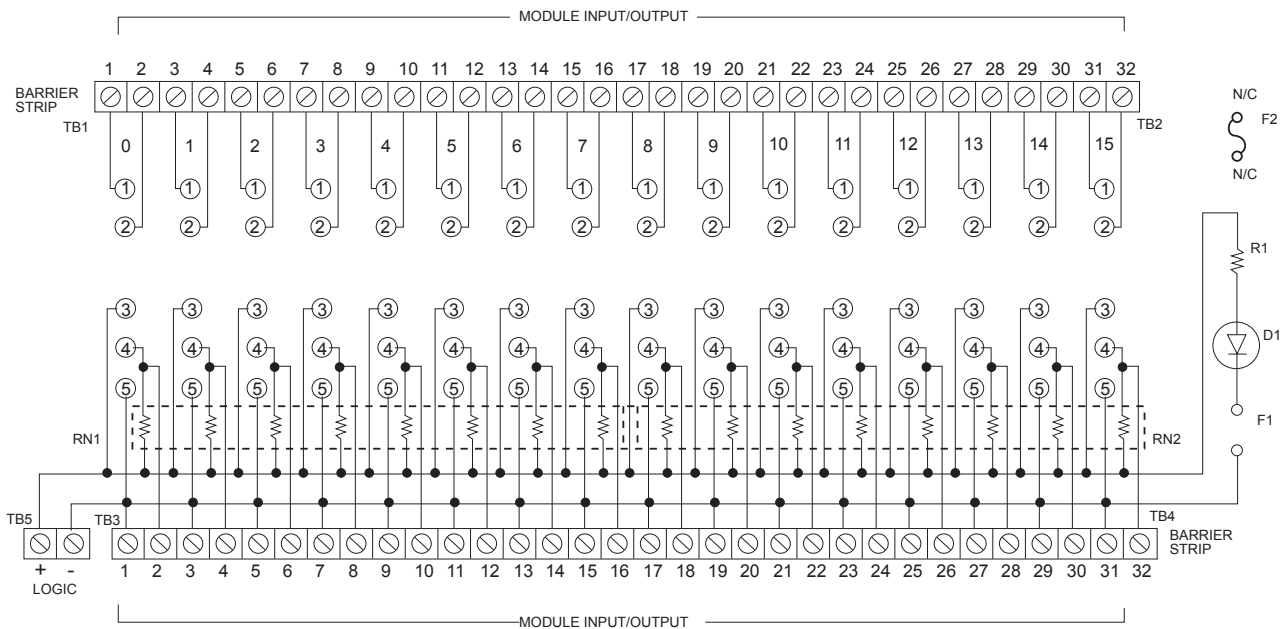 MODULE INPUT/OUTPUT
1 2 3 4 5 6 7 8 9 10 11 12 13 14 15 16 17 18 19 20 21 22 23 24 25 26 27 28 29 30 31 32
BARRIER
STRIP
TB1
TB2
N/C
F2
N/C
0 1 2 3 4 5 6 7 8 9 10 11 12 13 14 15
1 1 1 1 1 1 1 1 1 1 1 1 1 1 1 1
2 2 2 2 2 2 2 2 2 2 2 2 2 2 2 2
R1
D1
3 3 3 3 3 3 3 3 3 3 3 3 3 3 3 3
4 4 4 4 4 4 4 4 4 4 4 4 4 4 4 4
5 5 5 5 5 5 5 5 5 5 5 5 5 5 5 5
F1
RN1
RN2
TB5
TB3
TB4
BARRIER
STRIP
+ -
LOGIC
1 2 3 4 5 6 7 8 9 10 11 12 13 14 15 16 17 18 19 20 21 22 23 24 25 26 27 28 29 30 31 32
MODULE INPUT/OUTPUT